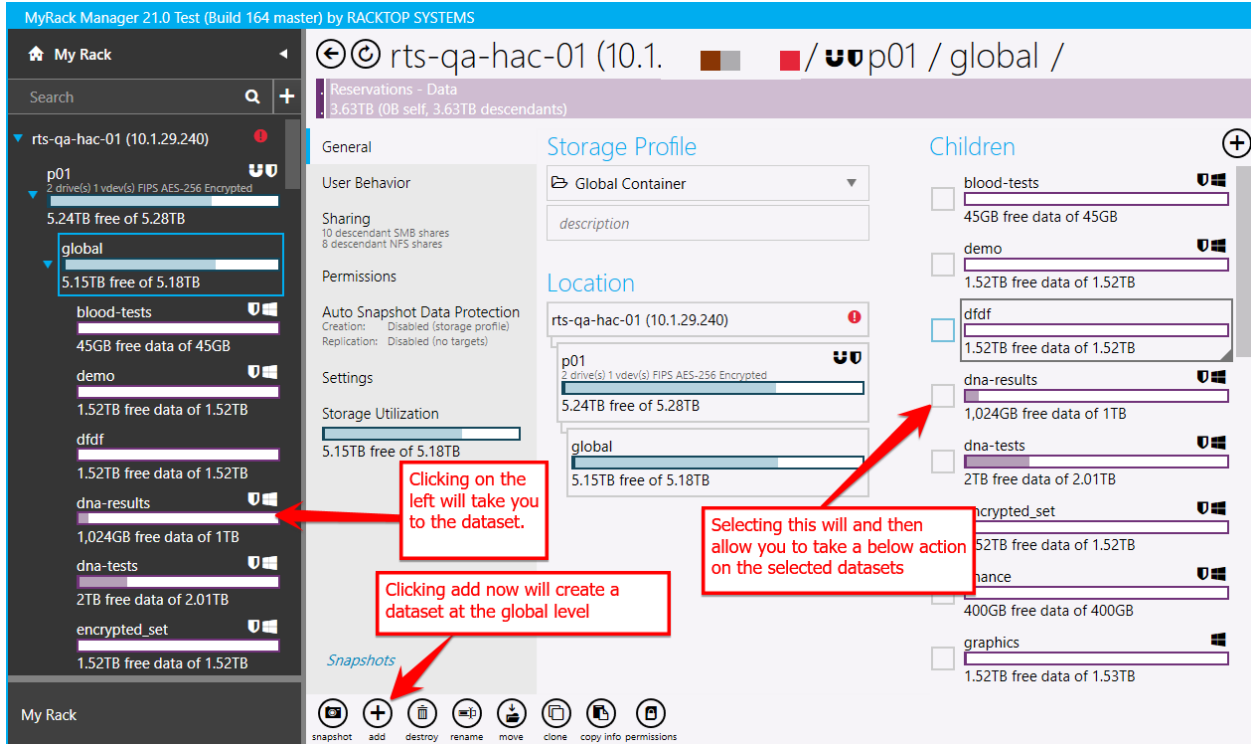 MyRack Manager 21.0 Test (Build 164 master) by RACKTOP SYSTEMS
My Rack
Search
rts-qa-hac-01 (10.1.29.240)
p01
2 drive(s) 1 vdev(s) FIPS AES-256 Encrypted
5.24TB free of 5.28TB
global
5.15TB free of 5.18TB
blood-tests
45GB free data of 45GB
demo
1.52TB free data of 1.52TB
dfdf
1.52TB free data of 1.52TB
dna-results
1,024GB free data of 1TB
dna-tests
2TB free data of 2.01TB
encrypted_set
1.52TB free data of 1.52TB
My Rack
rts-qa-hac-01 (10.1. / p01 / global /
Reservations - Data
3.63TB (0B self, 3.63TB descendants)
General
User Behavior
Sharing
10 descendant SMB shares
8 descendant NFS shares
Permissions
Auto Snapshot Data Protection
Creation: Disabled (storage profile)
Replication: Disabled (no targets)
Settings
Storage Utilization
5.15TB free of 5.18TB
Snapshots
Storage Profile
Global Container
description
Location
rts-qa-hac-01 (10.1.29.240)
p01
2 drive(s) 1 vdev(s) FIPS AES-256 Encrypted
5.24TB free of 5.28TB
global
5.15TB free of 5.18TB
Children
blood-tests
45GB free data of 45GB
demo
1.52TB free data of 1.52TB
dfdf
1.52TB free data of 1.52TB
dna-results
1,024GB free data of 1TB
dna-tests
2TB free data of 2.01TB
ncrypted_set
52TB free data of 1.52TB
nance
400GB free data of 400GB
graphics
1.52TB free data of 1.53TB
Clicking on the
left will take you
to the dataset.
Clicking add now will create a
dataset at the global level
Selecting this will and then
allow you to take a below action
on the selected datasets
snapshot add destroy rename move clone copy info permissions